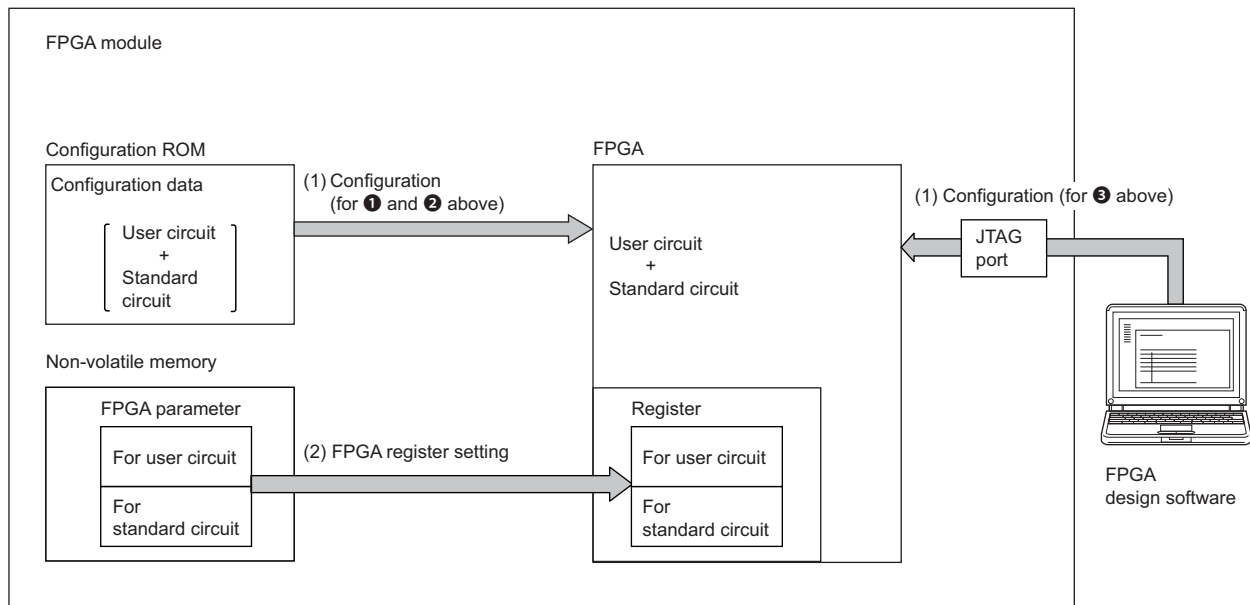 FPGA module
Configuration ROM
Configuration data
User circuit
+
Standard
circuit
(1) Configuration
(for ❶ and ❷ above)
FPGA
User circuit
+
Standard circuit
(1) Configuration (for ❸ above)
JTAG
port
FPGA
design software
Non-volatile memory
FPGA parameter
For user circuit
For
standard circuit
(2) FPGA register setting
Register
For user circuit
For
standard circuit